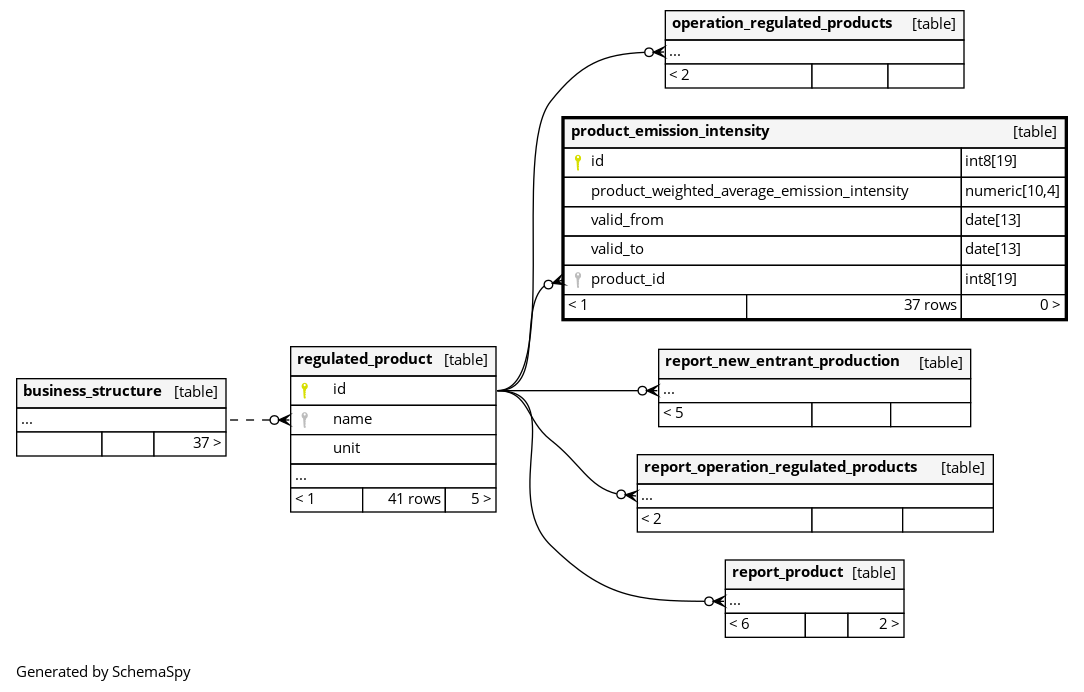 operation_regulated_products [table]
...
< 2
product_emission_intensity [table]
id int8[19]
product_weighted_average_emission_intensity numeric[10,4]
valid_from date[13]
valid_to date[13]
product_id int8[19]
< 1 37 rows 0 >
regulated_product [table]
id
name
unit
...
< 1 41 rows 5 >
business_structure [table]
...
37 >
report_new_entrant_production [table]
...
< 5
report_operation_regulated_products [table]
...
< 2
report_product [table]
...
< 6 2 >
Generated by SchemaSpy